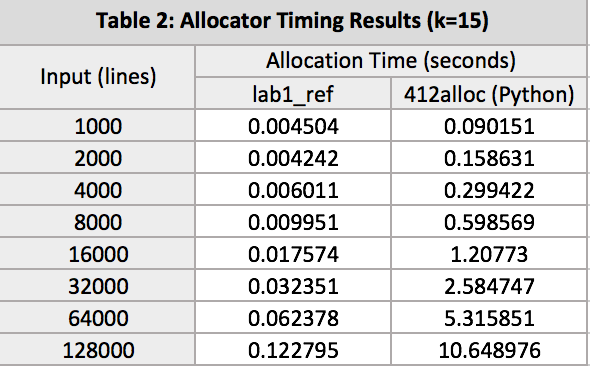 Table 2: Allocator Timing Results (k=15)
Input (lines) Allocation Time (seconds)
lab1_ref 412alloc (Python)
1000 0.004504 0.090151
2000 0.004242 0.158631
4000 0.006011 0.299422
8000 0.009951 0.598569
16000 0.017574 1.20773
32000 0.032351 2.584747
64000 0.062378 5.315851
128000 0.122795 10.648976